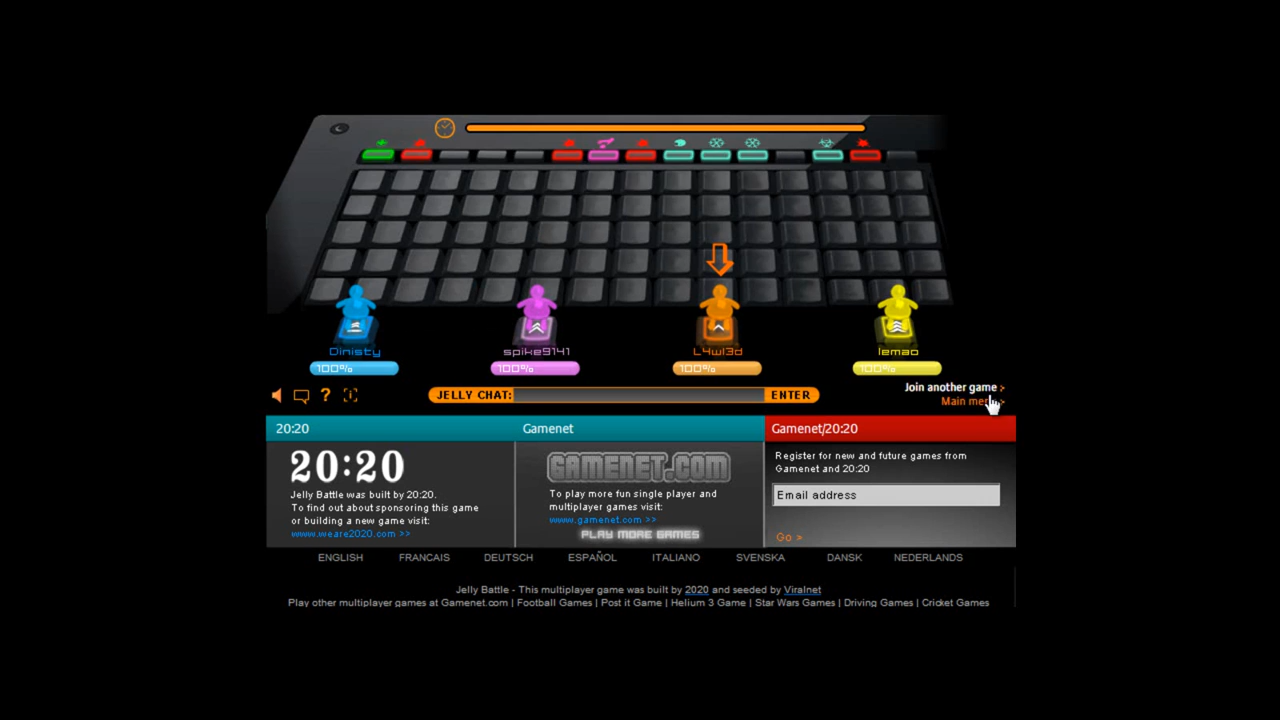 Dinisty
spike9141
L4wl3d
lemao
100%
100%
100%
100%
JELLY CHAT:
ENTER
Join another game >
Main
20:20
Gamenet
Gamenet/20:20
20:20
Jelly Battle was built by 20:20.
To find out about sponsoring this game
or building a new game visit:
www.weare2020.com >>
GAMENET.COM
To play more fun single player and
multiplayer games visit:
www.gamenet.com >>
PLAY MORE GAMES
Register for new and future games from
Gamenet and 20:20
Email address
Go >
ENGLISH FRANCAIS DEUTSCH ESPAÑOL ITALIANO SVENSKA DANSK NEDERLANDS
Jelly Battle - This multiplayer game was built by 2020 and seeded by Viralnet
Play other multiplayer games at Gamenet.com | Football Games | Post it Game | Helium 3 Game | Star Wars Games | Driving Games | Cricket Games